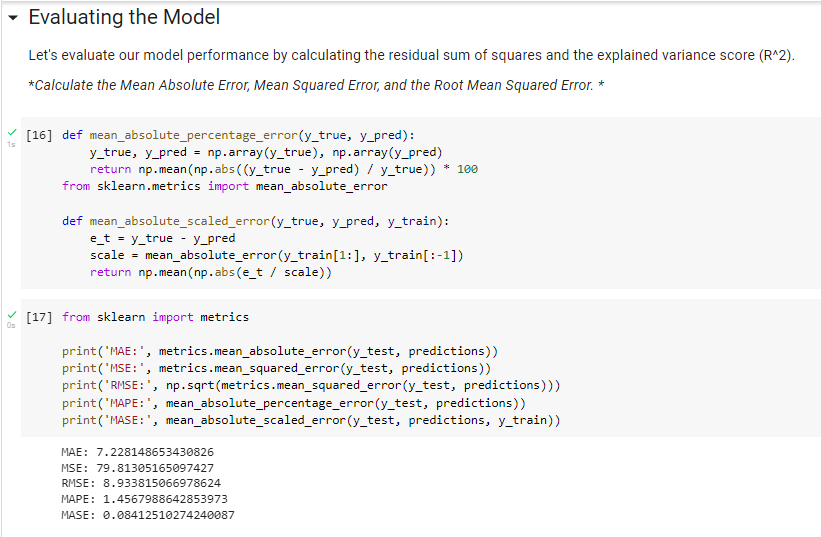 Evaluating the Model
Let's evaluate our model performance by calculating the residual sum of squares and the explained variance score (R^2).
*Calculate the Mean Absolute Error, Mean Squared Error, and the Root Mean Squared Error. *
[16] def mean_absolute_percentage_error(y_true, y_pred):
1s
y_true, y_pred = np.array(y_true), np.array(y_pred)
return np.mean(np.abs((y_true - y_pred) / y_true)) * 100
from sklearn.metrics import mean_absolute_error
def mean_absolute_scaled_error(y_true, y_pred, y_train):
e_t = y_true - y_pred
scale = mean_absolute_error(y_train[1:], y_train[:-1])
return np.mean(np.abs(e_t / scale))
[17] from sklearn import metrics
0s
print('MAE:', metrics.mean_absolute_error(y_test, predictions))
print('MSE:', metrics.mean_squared_error(y_test, predictions))
print('RMSE:', np.sqrt(metrics.mean_squared_error(y_test, predictions)))
print('MAPE:', mean_absolute_percentage_error(y_test, predictions))
print('MASE:', mean_absolute_scaled_error(y_test, predictions, y_train))
MAE: 7.228148653430826
MSE: 79.81305165097427
RMSE: 8.933815066978624
MAPE: 1.4567988642853973
MASE: 0.08412510274240087